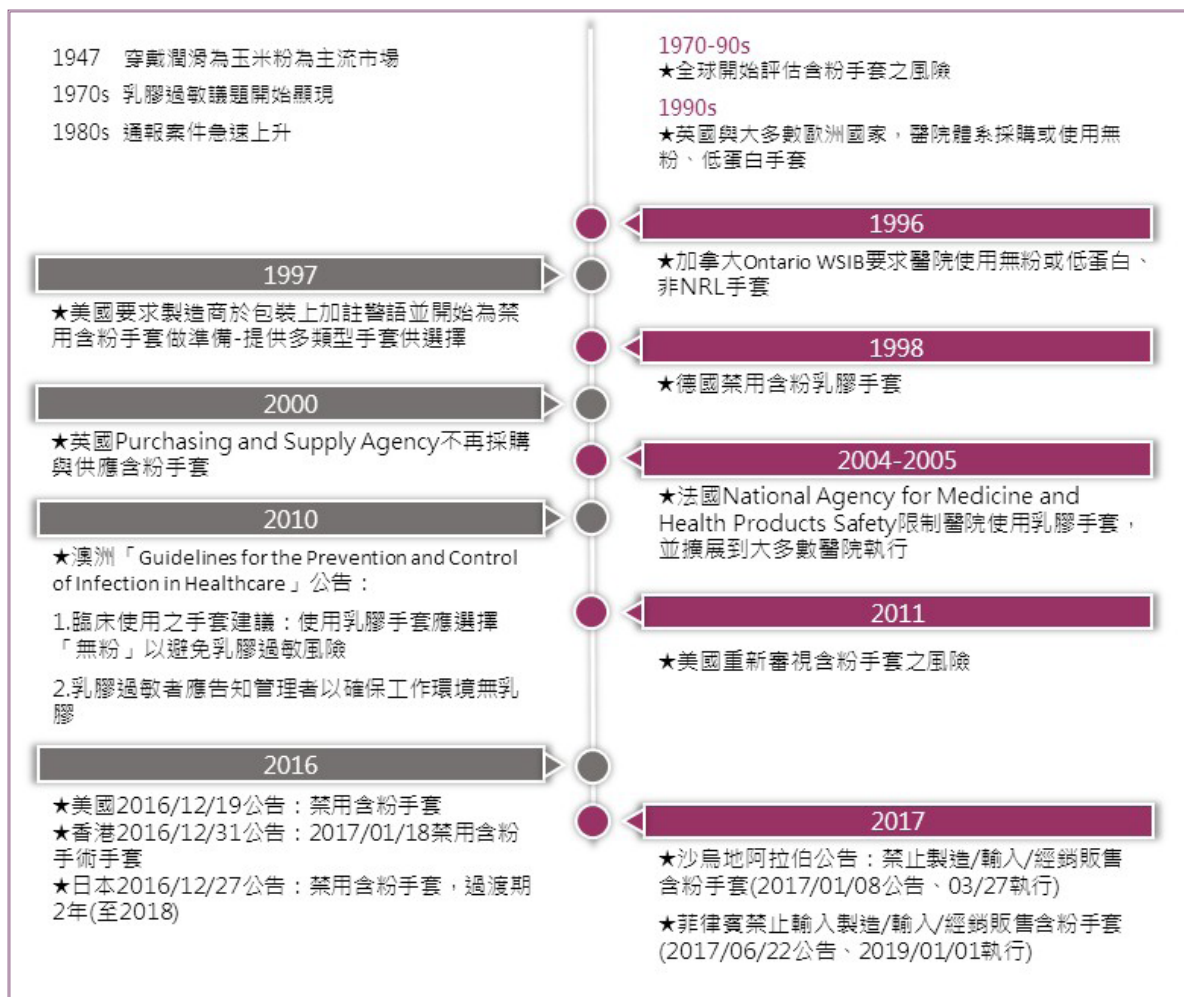 1947 穿戴潤滑為玉米粉為主流市場
1970s 乳膠過敏議題開始顯現
1980s 通報案件急速上升
1970-90s
★全球開始評估含粉手套之風險
1990s
★英國與大多數歐洲國家，醫院體系採購或使用無
粉、低蛋白手套
1996
★加拿大Ontario WSIB要求醫院使用無粉或低蛋白、
非NRL手套
1997
★美國要求製造商於包裝上加註警語並開始為禁
用含粉手套做準備-提供多類型手套供選擇
1998
★德國禁用含粉乳膠手套
2000
★英國Purchasing and Supply Agency不再採購
與供應含粉手套
2004-2005
★法國National Agency for Medicine and
Health Products Safety限制醫院使用乳膠手套，
並擴展到大多數醫院執行
2010
★澳洲「Guidelines for the Prevention and Control
of Infection in Healthcare」公告：
1.臨床使用之手套建議：使用乳膠手套應選擇
「無粉」以避免乳膠過敏風險
2.乳膠過敏者應告知管理者以確保工作環境無乳
膠
2011
★美國重新審視含粉手套之風險
2016
★美國2016/12/19公告：禁用含粉手套
★香港2016/12/31公告：2017/01/18禁用含粉
手術手套
★日本2016/12/27公告：禁用含粉手套，過渡期
2年(至2018)
2017
★沙烏地阿拉伯公告：禁止製造/輸入/經銷販售
含粉手套(2017/01/08公告、03/27執行)
★菲律賓禁止輸入製造/輸入/經銷販售含粉手套
(2017/06/22公告、2019/01/01執行)